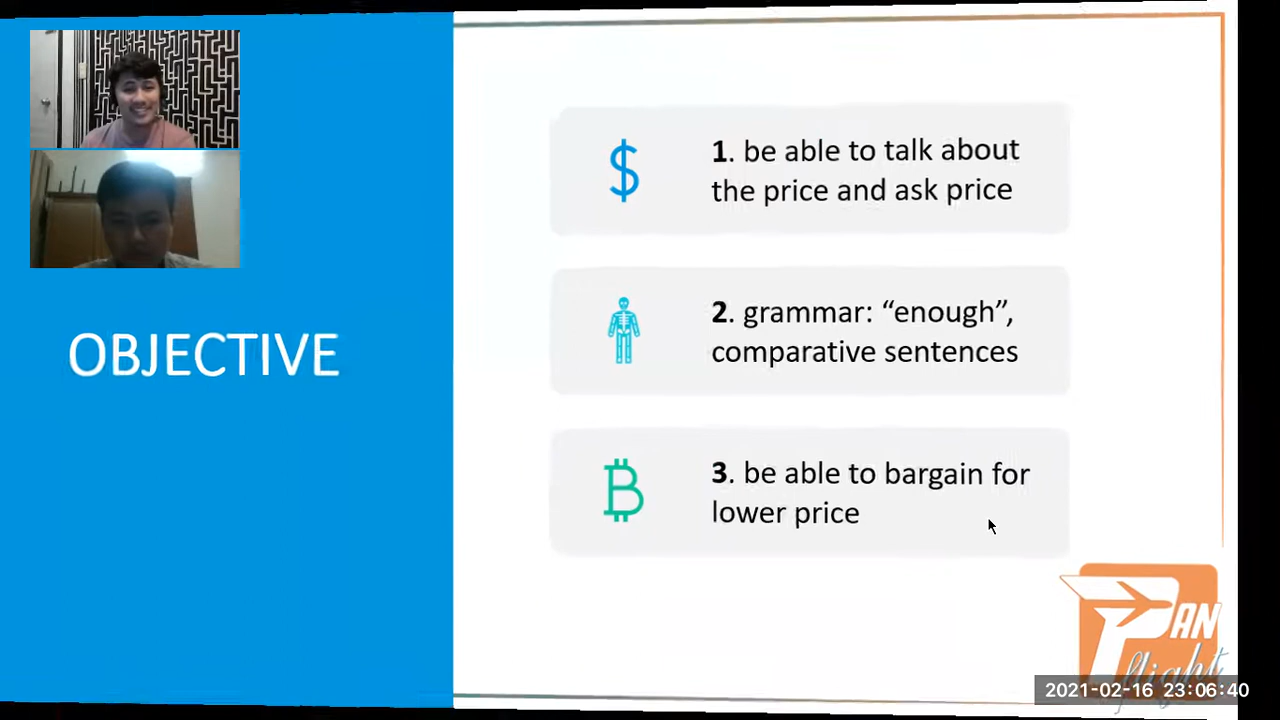 OBJECTIVE
1. be able to talk about
the price and ask price
2. grammar: “enough”,
comparative sentences
3. be able to bargain for
lower price
PAN
flight
2021-02-16 23:06:40